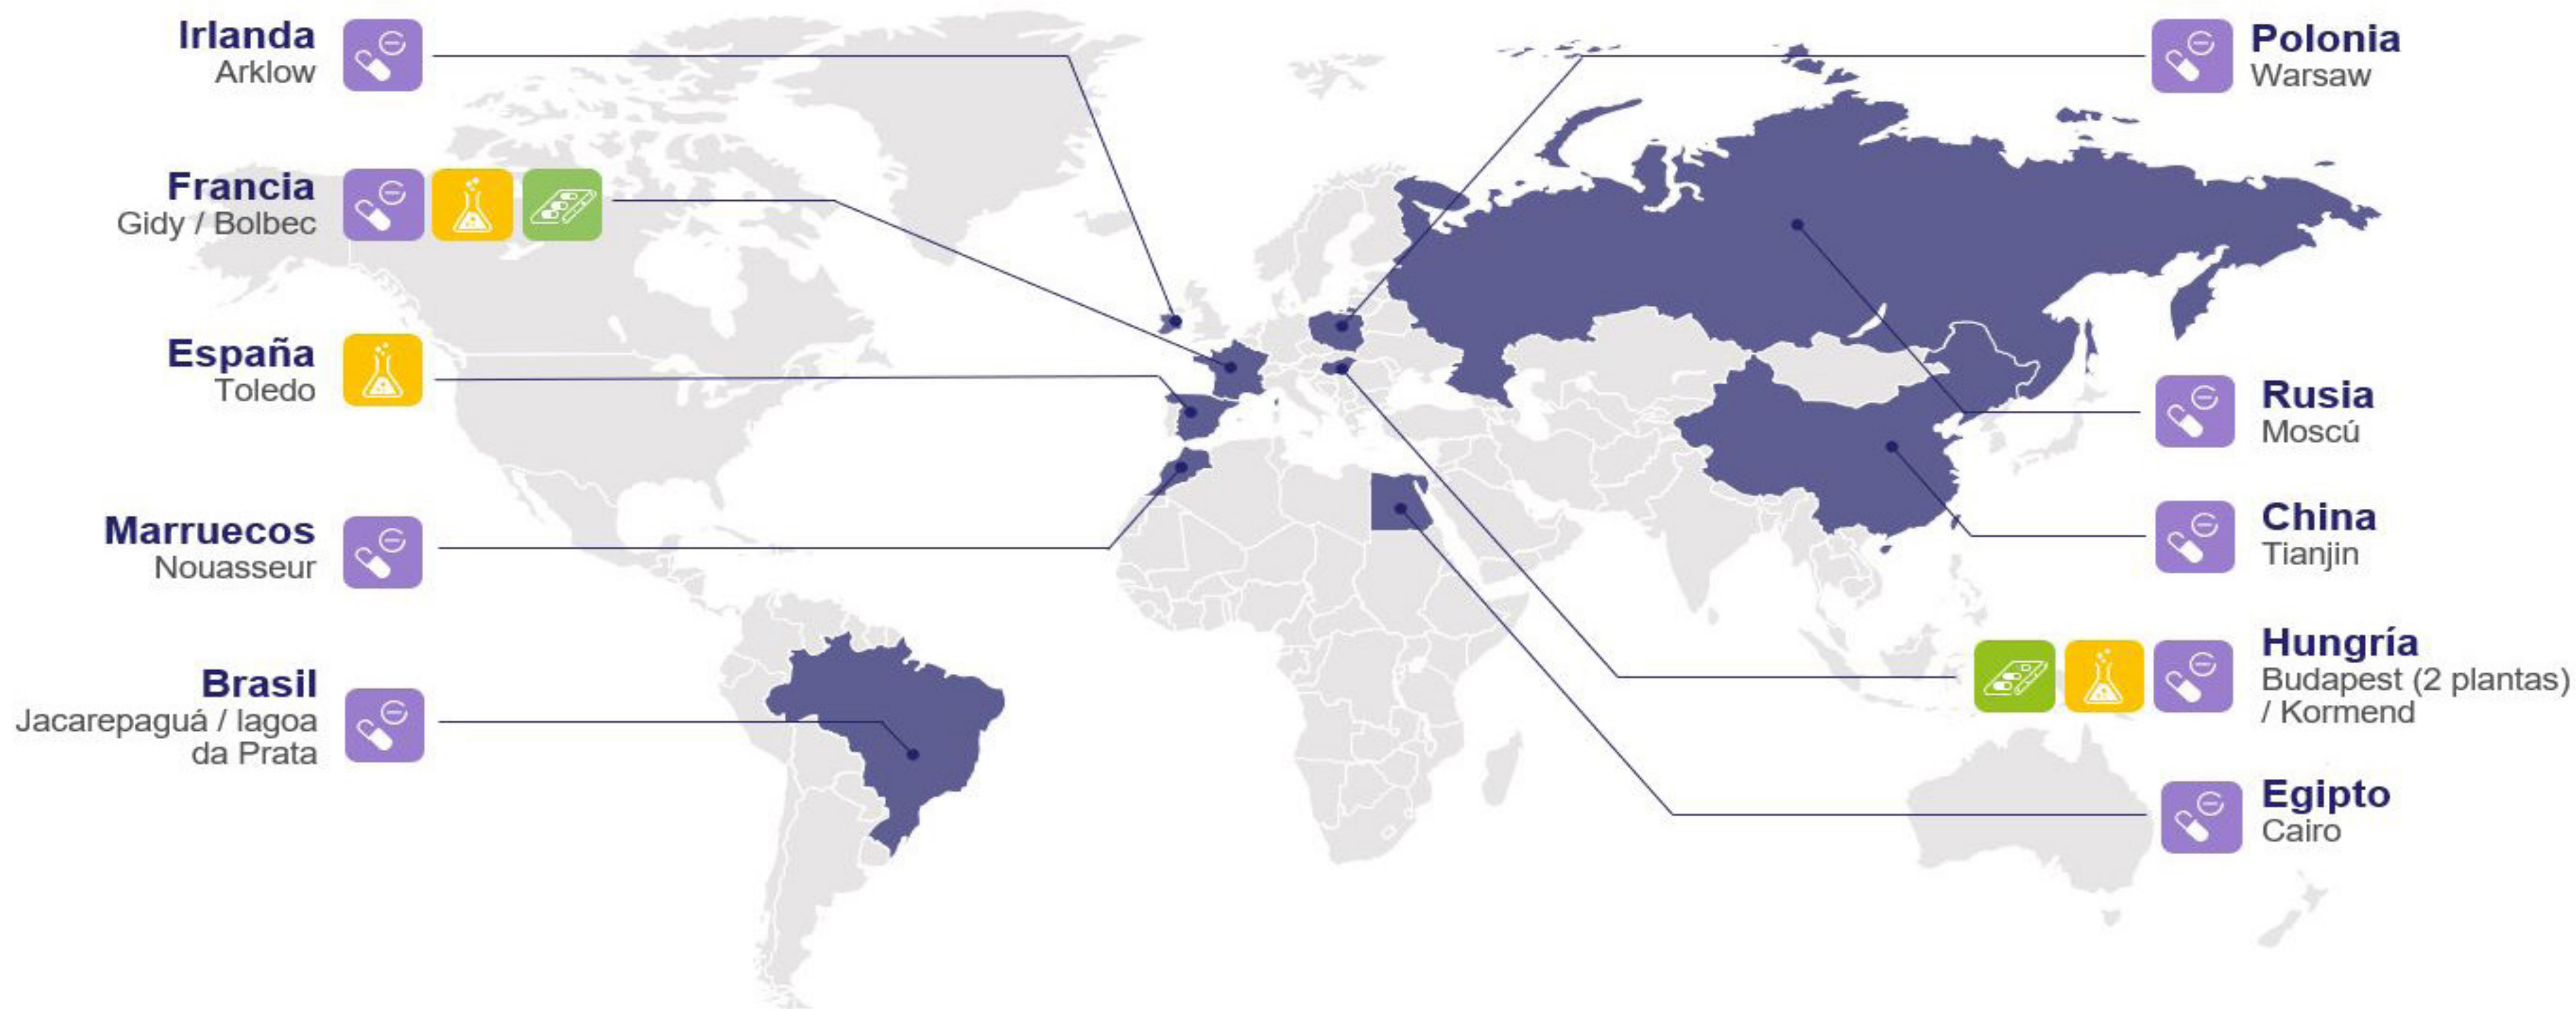 Irlanda
Arklow
Francia
Gidy / Bolbec
España
Toledo
Marruecos
Nouasseur
Brasil
Jacarepaguá / lagoa
da Prata
Polonia
Warsaw
Rusia
Moscú
China
Tianjin
Hungría
Budapest (2 plantas)
/ Kormend
Egipto
Cairo